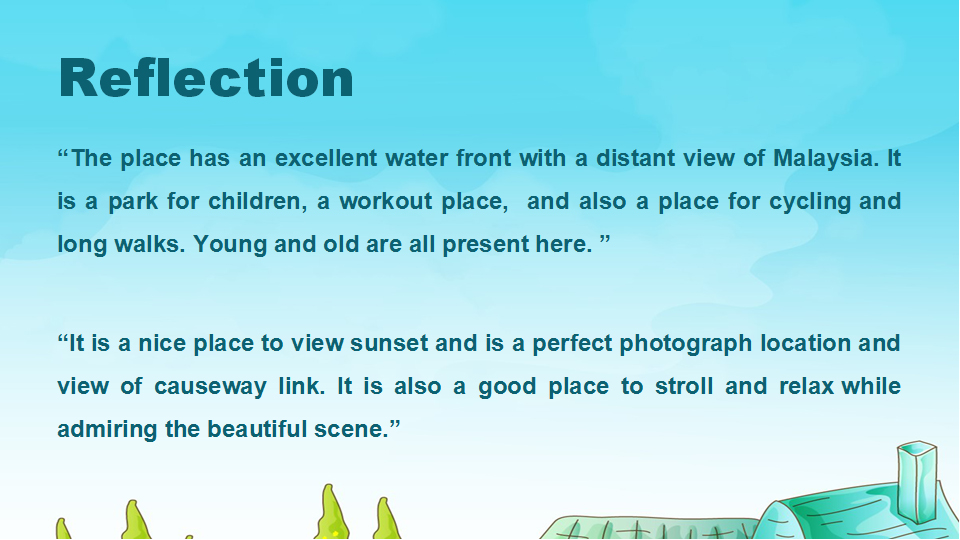 Reflection
“The place has an excellent water front with a distant view of Malaysia. It
is a park for children, a workout place,  and also a place for cycling and
long walks. Young and old are all present here. ”
“It is a nice place to view sunset and is a perfect photograph location and
view of causeway link. It is also a good place to stroll and relax while
admiring the beautiful scene.”